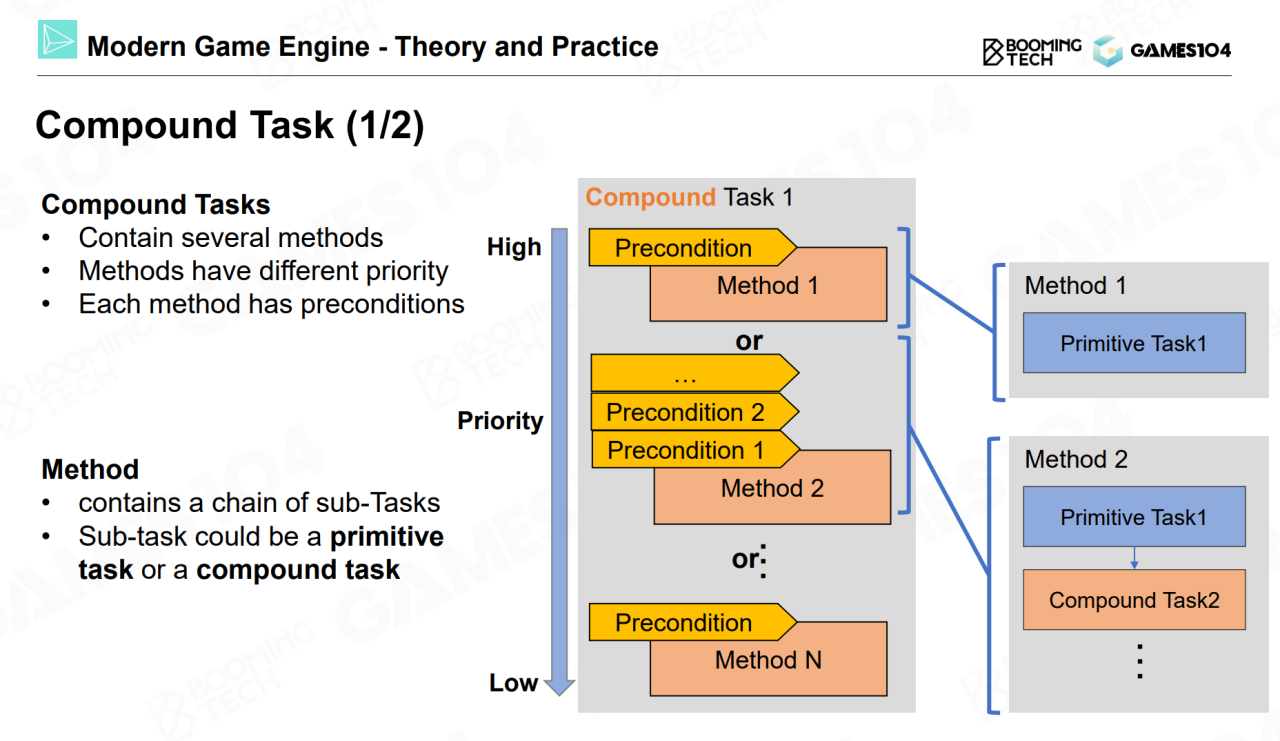 Modern Game Engine - Theory and Practice
BOOMING
TECH
GAMES104
Compound Task (1/2)
Compound Tasks
• Contain several methods
• Methods have different priority
• Each method has preconditions
Method
• contains a chain of sub-Tasks
• Sub-task could be a primitive
task or a compound task
High
Priority
Low
Compound Task 1
Precondition
Method 1
or
...
Precondition 2
Precondition 1
Method 2
or
Precondition
Method N
Method 1
Primitive Task1
Method 2
Primitive Task1
Compound Task2